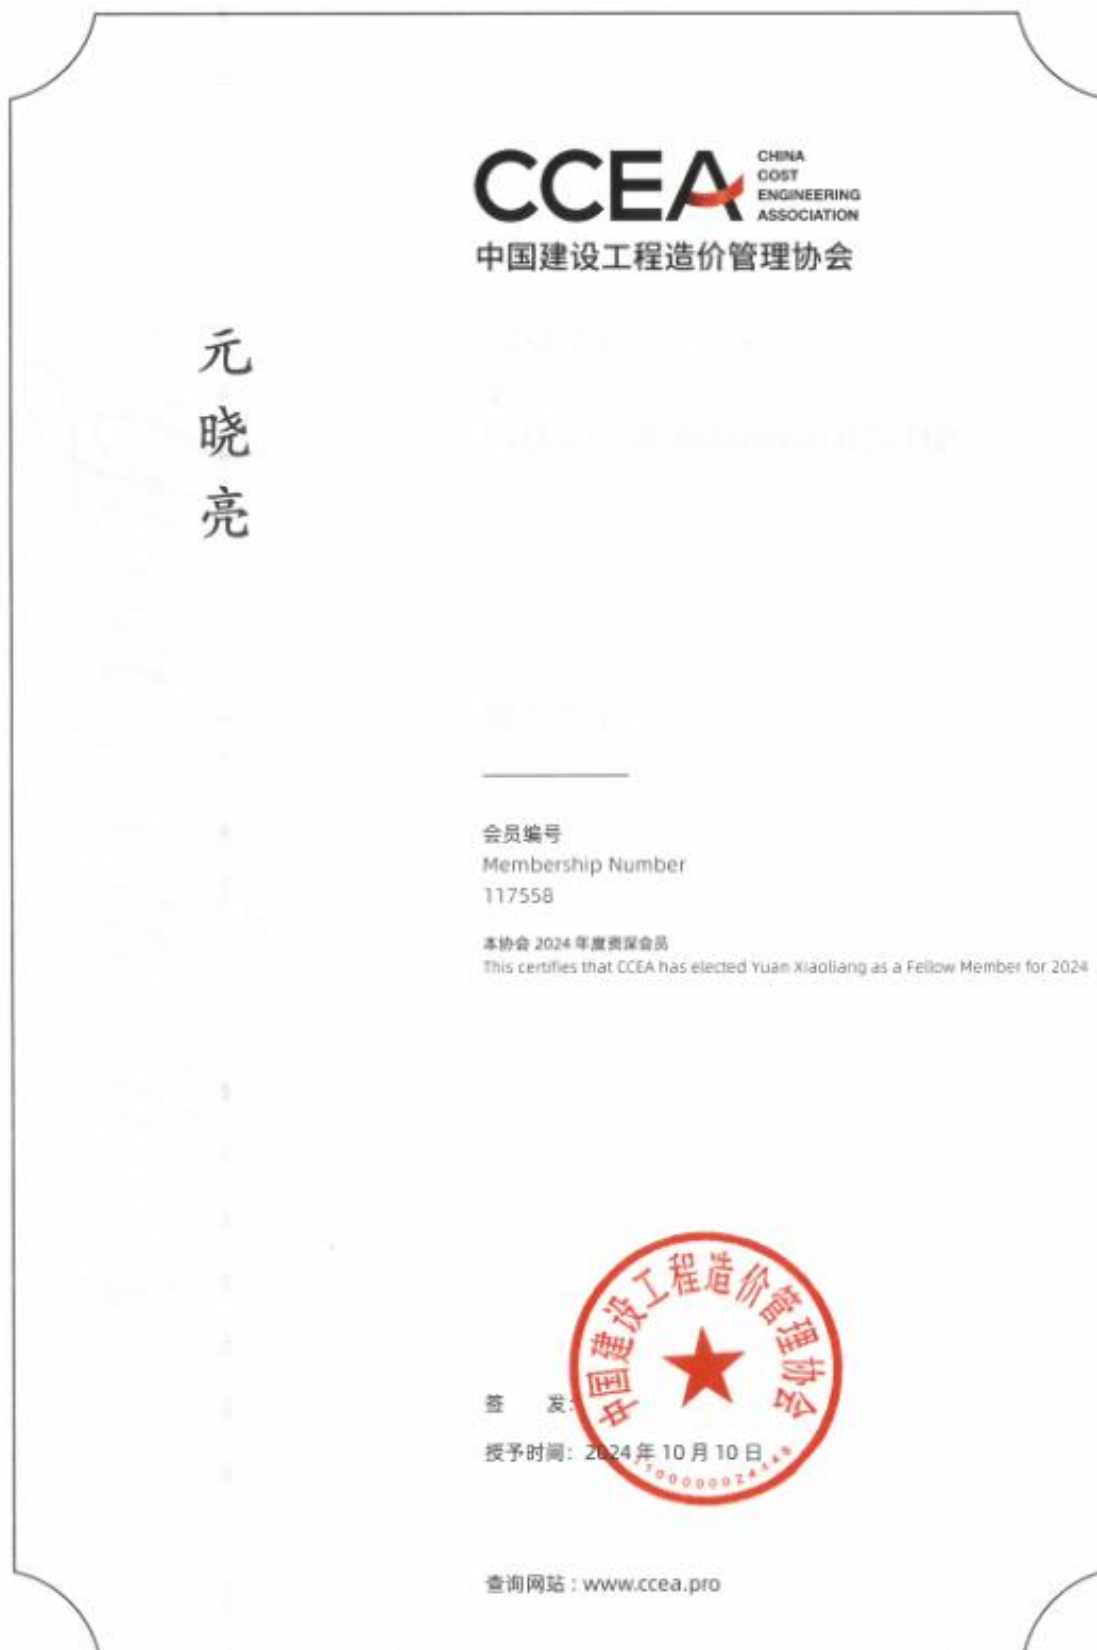 CCEA
CHINA
COST
ENGINEERING
ASSOCIATION
中国建设工程造价管理协会
元晓亮
会员编号
Membership Number
117558
本协会 2024 年度资深会员
This certifies that CCEA has elected Yuan Xiaoliang as a Fellow Member for 2024
中国建设工程造价管理协会
签 发:
授予时间: 2024 年 10 月 10 日
查询网站 : www.ccea.pro